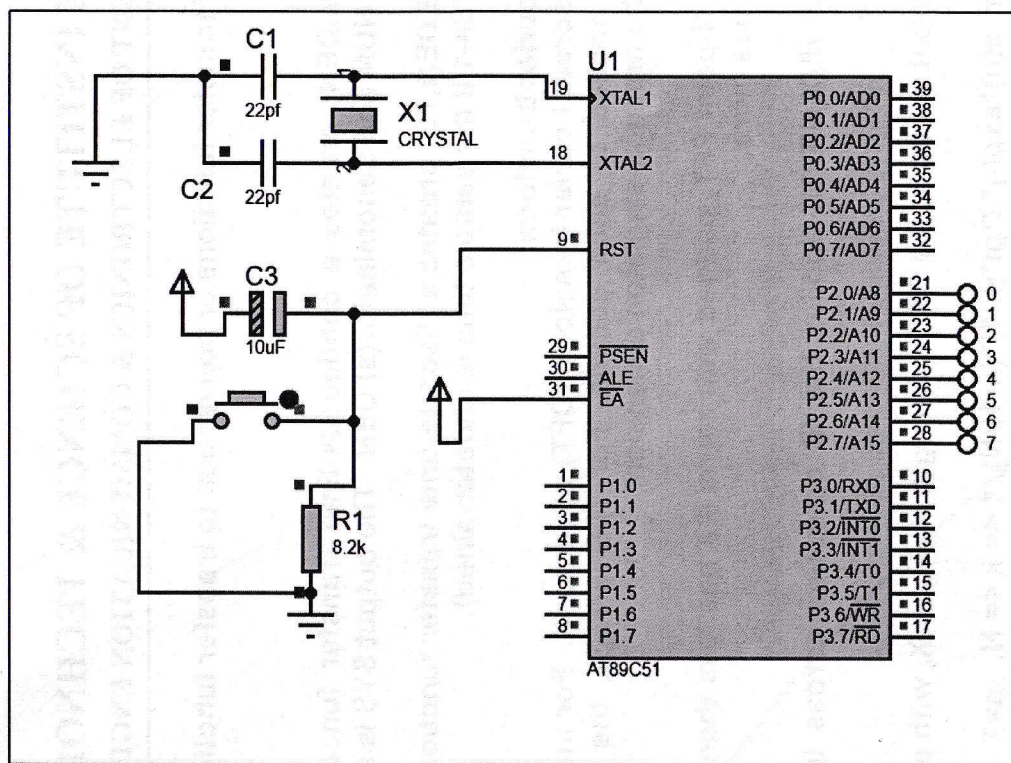 C1
22pf
1
X1
CRYSTAL
2
C2
22pf
C3
10uF
R1
8.2k
U1
19 XTAL1
18 XTAL2
9 RST
29 PSEN
30 ALE
31 EA
1 P1.0
2 P1.1
3 P1.2
4 P1.3
5 P1.4
6 P1.5
7 P1.6
8 P1.7
P0.0/AD0 39
P0.1/AD1 38
P0.2/AD2 37
P0.3/AD3 36
P0.4/AD4 35
P0.5/AD5 34
P0.6/AD6 33
P0.7/AD7 32
P2.0/A8 21 0
P2.1/A9 22 1
P2.2/A10 23 2
P2.3/A11 24 3
P2.4/A12 25 4
P2.5/A13 26 5
P2.6/A14 27 6
P2.7/A15 28 7
P3.0/RXD 10
P3.1/TXD 11
P3.2/INT0 12
P3.3/INT1 13
P3.4/T0 14
P3.5/T1 15
P3.6/WR 16
P3.7/RD 17
AT89C51